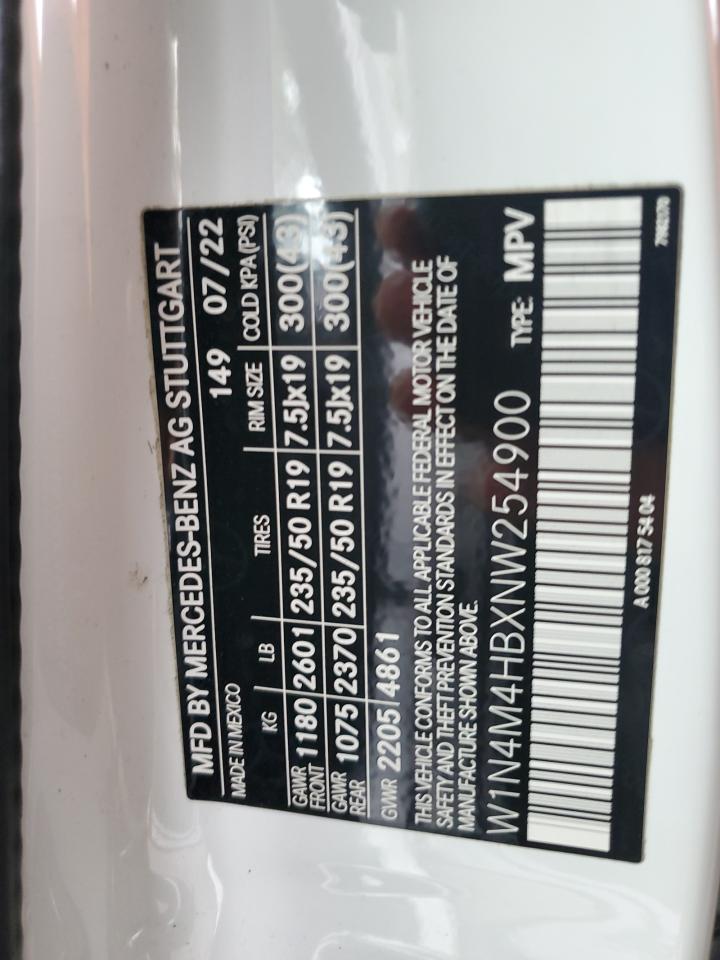 MFD BY MERCEDES-BENZ AG STUTTGART
MADE IN MEXICO 149 07/22
KG LB TIRES RIM SIZE COLD KPA (PSI)
GAWR FRONT 1180 2601 235/50 R19 7.5Jx19 300(43)
GAWR REAR 1075 2370 235/50 R19 7.5Jx19 300(43)
GVWR 2205 4861
THIS VEHICLE CONFORMS TO ALL APPLICABLE FEDERAL MOTOR VEHICLE
SAFETY AND THEFT PREVENTION STANDARDS IN EFFECT ON THE DATE OF
MANUFACTURE SHOWN ABOVE.
W1N4M4HBXNW254900 TYPE: MPV
A 000 817 54 04